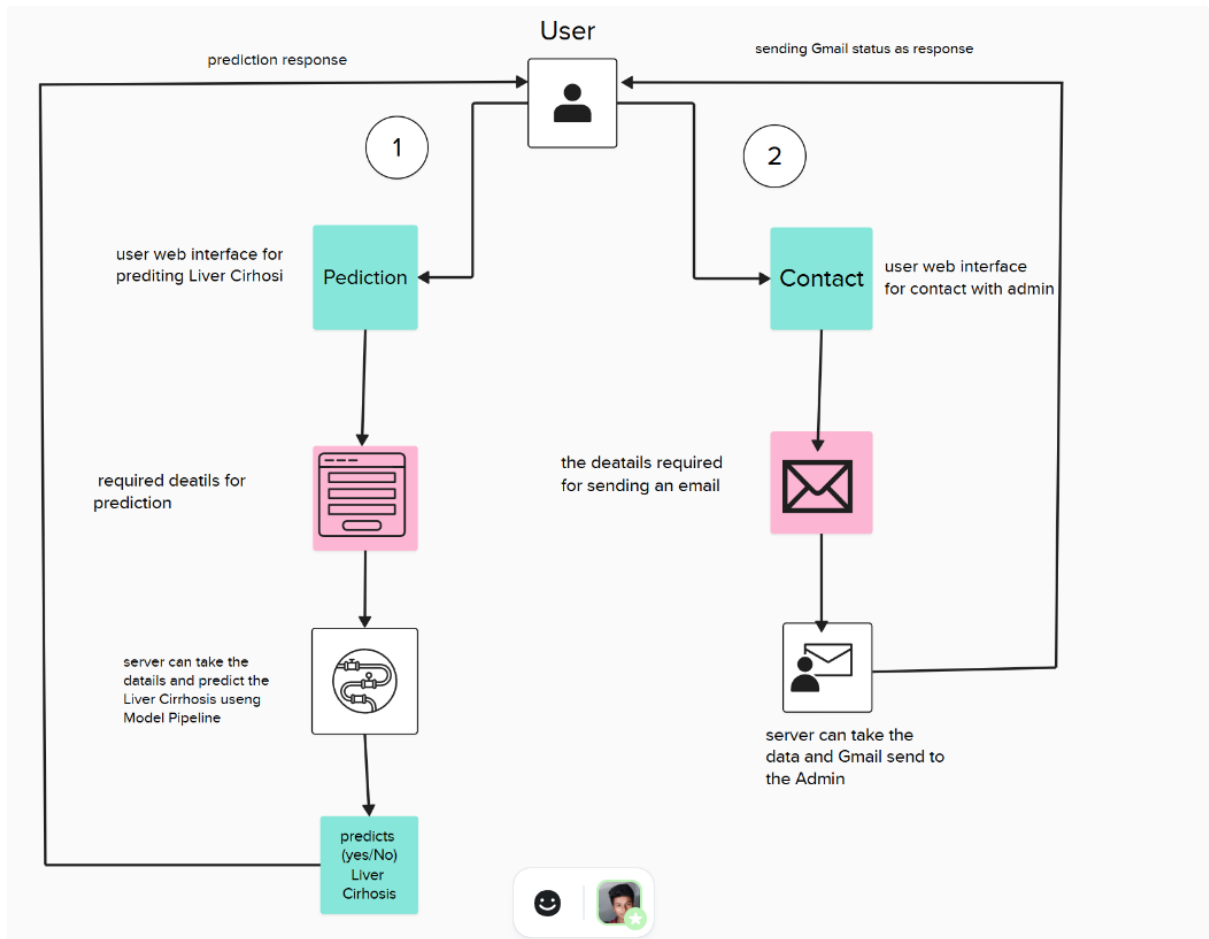 User
prediction response
sending Gmail status as response
1
2
user web interface for
prediting Liver Cirhosi
Pediction
Contact
user web interface
for contact with admin
required deatils for
prediction
the deatails required
for sending an email
server can take the
datails and predict the
Liver Cirrhosis useng
Model Pipeline
server can take the
data and Gmail send to
the Admin
predicts
(yes/No)
Liver
Cirhosis